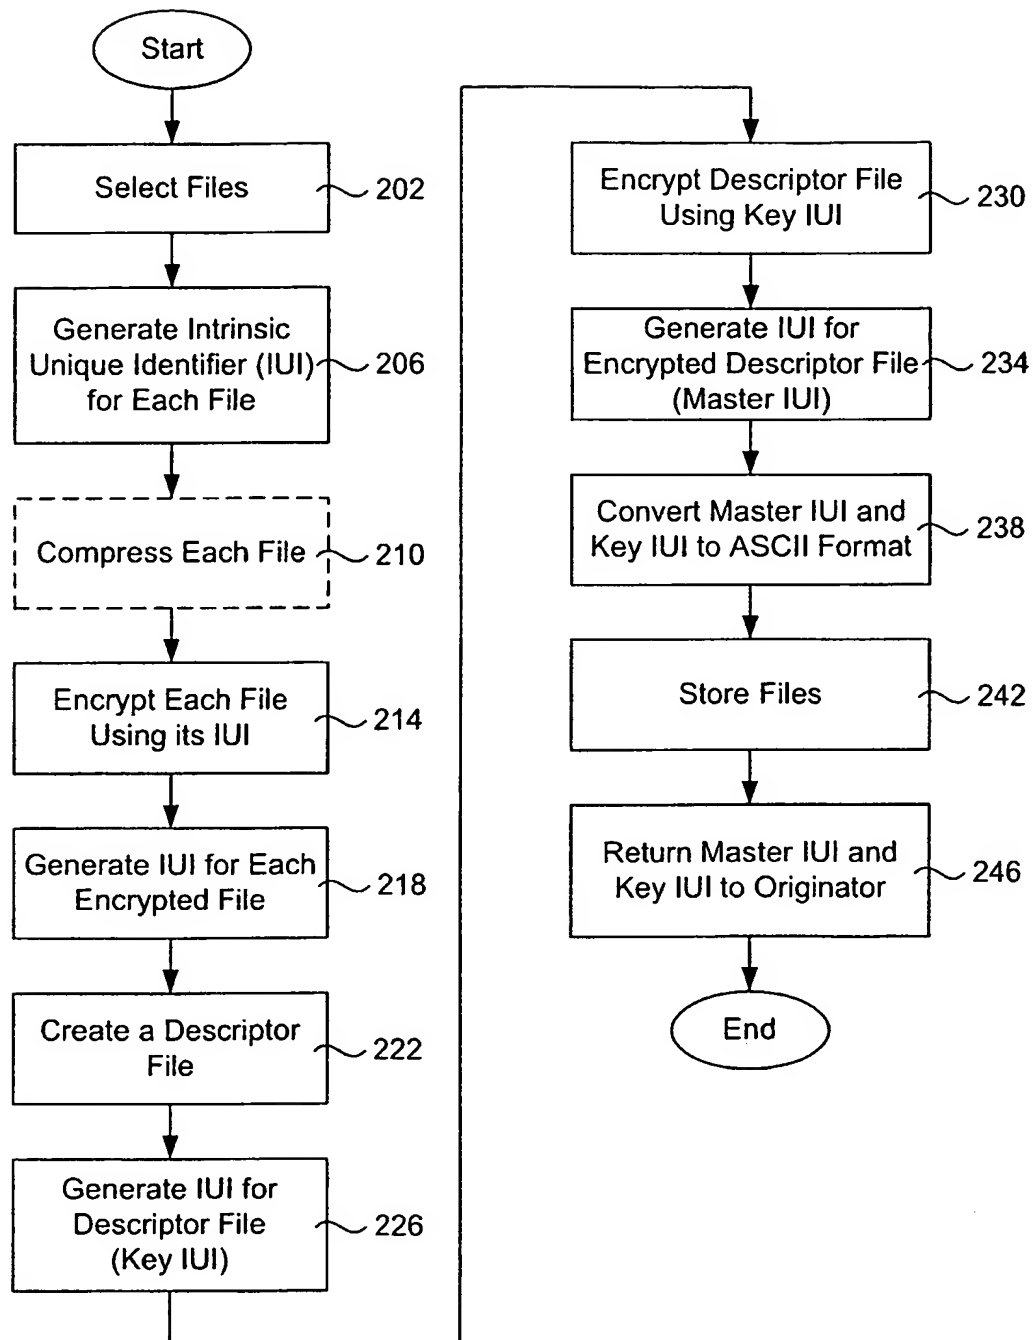 Start
Select Files
202
Generate Intrinsic
Unique Identifier (IUI)
for Each File
206
Compress Each File
210
Encrypt Each File
Using its IUI
214
Generate IUI for Each
Encrypted File
218
Create a Descriptor
File
222
Generate IUI for
Descriptor File
(Key IUI)
226
Encrypt Descriptor File
Using Key IUI
230
Generate IUI for
Encrypted Descriptor File
(Master IUI)
234
Convert Master IUI and
Key IUI to ASCII Format
238
Store Files
242
Return Master IUI and
Key IUI to Originator
246
End